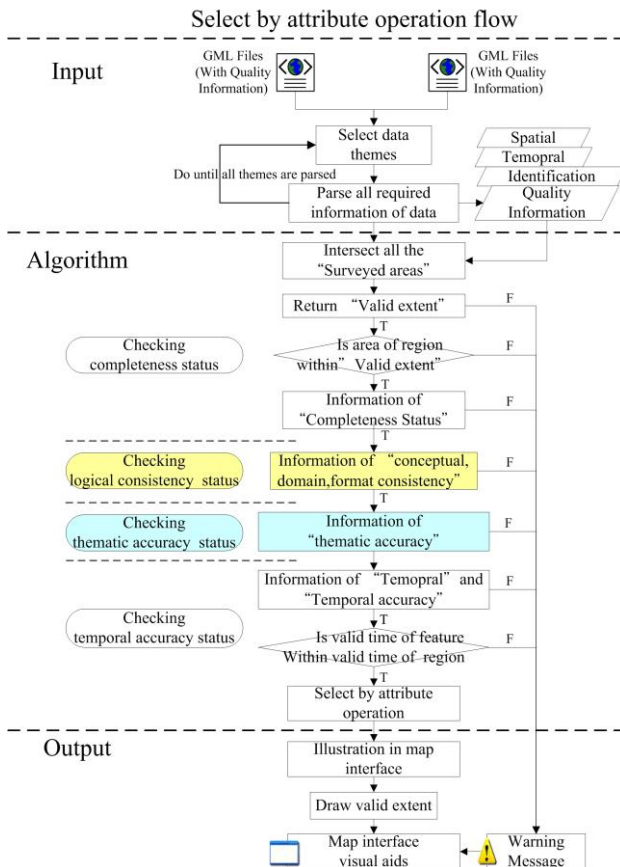 Select by attribute operation flow
GML Files
(With Quality
Information)
GML Files
(With Quality
Information)
Input
Select data
themes
Spatial
Temopral
Identification
Quality
Information
Do until all themes are parsed
Parse all required
information of data
Algorithm
Intersect all the
“Surveyed areas”
Return “Valid extent”
F
T
Checking
completeness status
Is area of region
within” Valid extent”
F
T
Information of
“Completeness Status”
F
T
Checking
logical consistency status
Information of “conceptual,
domain,format consistency”
F
T
Checking
thematic accuracy status
Information of
“thematic accuracy”
F
T
Information of “Temopral” and
“Temporal accuracy”
F
T
Checking
temporal accuracy status
Is valid time of feature
Within valid time of region
F
T
Select by attribute
operation
Output
Illustration in map
interface
Draw valid extent
Map interface
visual aids
Warning
Message